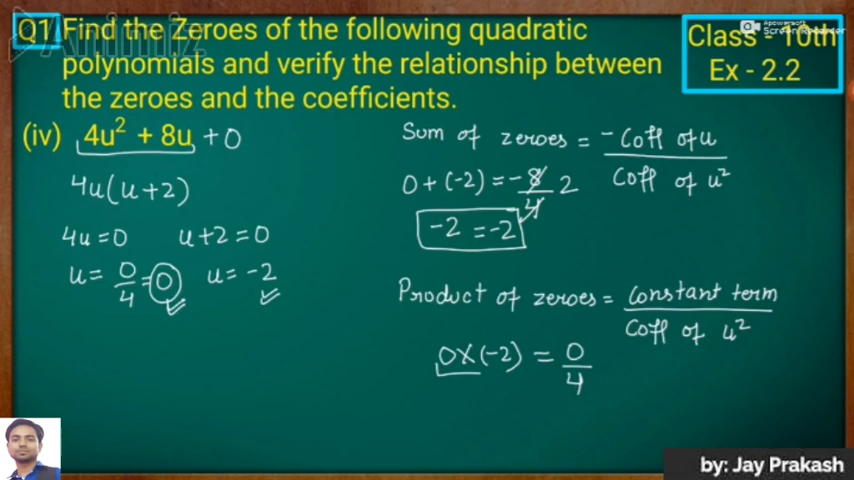 Q1 Find the Zeroes of the following quadratic
polynomials and verify the relationship between
the zeroes and the coefficients.
Class - 10th
Ex - 2.2
Apowersoft
Screen Recorder
(iv) 4u² + 8u + 0
4u(u+2)
4u = 0 u+2 = 0
u = 0/4 = 0 u = -2
Sum of zeroes = - Coff of u / Coff of u²
0 + (-2) = - 8/4 2
-2 = -2
Product of zeroes = Constant term / Coff of u²
0 × (-2) = 0/4
by: Jay Prakash